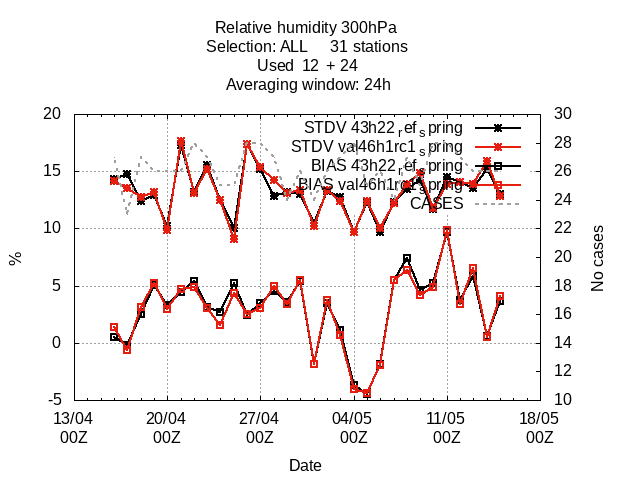 Relative humidity 300hPa
Selection: ALL 31 stations
Used 12 + 24
Averaging window: 24h
STDV 43h22_ref_spring
STDV val46h1rc1_spring
BIAS 43h22_ref_spring
BIAS val46h1rc1_spring
CASES
20
15
10
5
0
-5
%
30
28
26
24
22
20
18
16
14
12
10
No cases
13/04 20/04 27/04 04/05 11/05 18/05
00Z 00Z 00Z 00Z 00Z 00Z
Date